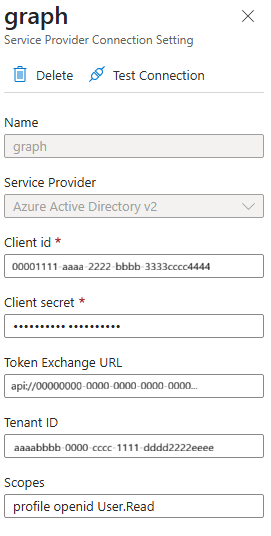 graph
Service Provider Connection Setting
Delete Test Connection
Name
graph
Service Provider
Azure Active Directory v2
Client id *
00001111-aaaa-2222-bbbb-3333cccc4444
Client secret *
•••••••••• ••••••••••
Token Exchange URL
api://00000000-0000-0000-0000-0000...
Tenant ID
aaaabbbb-0000-cccc-1111-dddd2222eeee
Scopes
profile openid User.Read